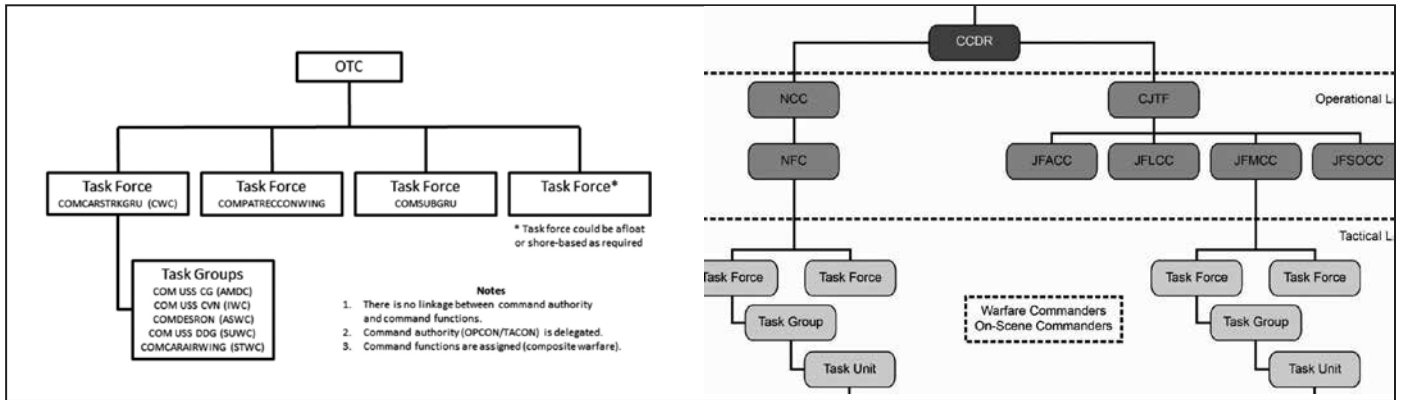 OTC
Task Force
COMCARSTRKGRU (CWC)
Task Force
COMPATRECCONWING
Task Force
COMSUBGRU
Task Force*
* Task force could be afloat
or shore-based as required
Task Groups
COM USS CG (AMDC)
COM USS CVN (IWC)
COMDESRON (ASWC)
COM USS DDG (SUWC)
COMCARAIRWING (STWC)
Notes
1. There is no linkage between command authority
and command functions.
2. Command authority (OPCON/TACON) is delegated.
3. Command functions are assigned (composite warfare).
CCDR
NCC
CJTF
Operational L
NFC
JFACC
JFLCC
JFMCC
JFSOCC
Tactical L
Task Force
Task Force
Task Force
Task Force
Task Group
Warfare Commanders
On-Scene Commanders
Task Group
Task Unit
Task Unit